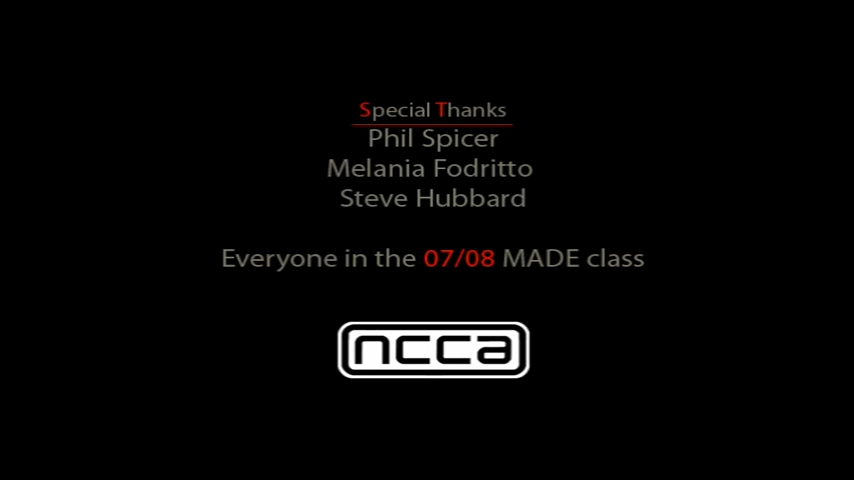 Special Thanks
Phil Spicer
Melania Fodritto
Steve Hubbard
Everyone in the 07/08 MADE class
ncca